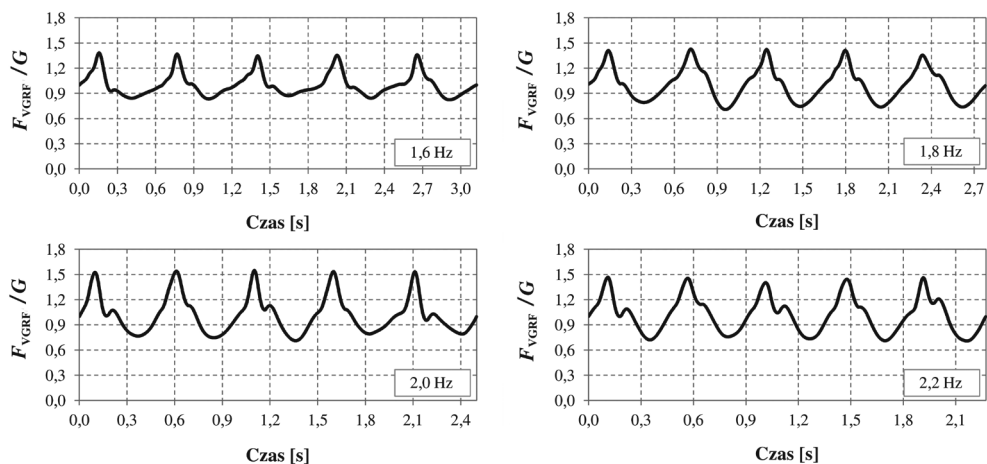 1,8
1,5
1,2
0,9
0,6
0,3
0,0
F_VGRF /G
1,6 Hz
0,0 0,3 0,6 0,9 1,2 1,5 1,8 2,1 2,4 2,7 3,0
Czas [s]
1,8
1,5
1,2
0,9
0,6
0,3
0,0
F_VGRF /G
1,8 Hz
0,0 0,3 0,6 0,9 1,2 1,5 1,8 2,1 2,4 2,7
Czas [s]
1,8
1,5
1,2
0,9
0,6
0,3
0,0
F_VGRF /G
2,0 Hz
0,0 0,3 0,6 0,9 1,2 1,5 1,8 2,1 2,4
Czas [s]
1,8
1,5
1,2
0,9
0,6
0,3
0,0
F_VGRF /G
2,2 Hz
0,0 0,3 0,6 0,9 1,2 1,5 1,8 2,1
Czas [s]